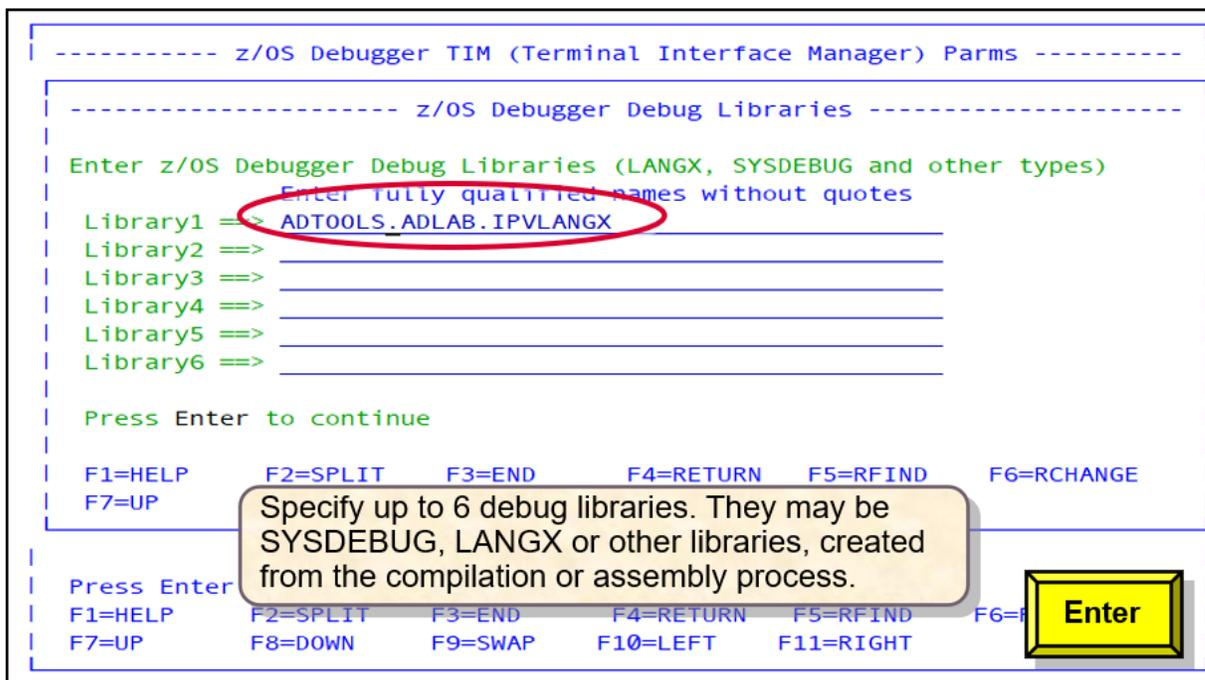 ----------- z/OS Debugger TIM (Terminal Interface Manager) Parms ----------
---------------------- z/OS Debugger Debug Libraries ---------------------
Enter z/OS Debugger Debug Libraries (LANGX, SYSDEBUG and other types)
Enter fully qualified names without quotes
Library1 ==> ADTOOLS.ADLAB.IPVLANGX
Library2 ==>
Library3 ==>
Library4 ==>
Library5 ==>
Library6 ==>
Press Enter to continue
F1=HELP F2=SPLIT F3=END F4=RETURN F5=RFIND F6=RCHANGE
F7=UP
Specify up to 6 debug libraries. They may be
SYSDEBUG, LANGX or other libraries, created
from the compilation or assembly process.
Press Enter
F1=HELP F2=SPLIT F3=END F4=RETURN F5=RFIND
F7=UP F8=DOWN F9=SWAP F10=LEFT F11=RIGHT
Enter